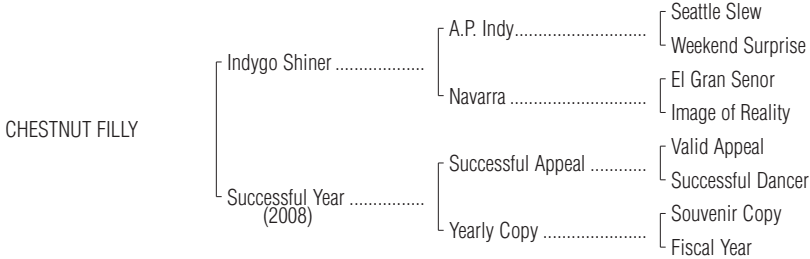 Seattle Slew
A.P. Indy..........................
Weekend Surprise
Indygo Shiner ..................
El Gran Senor
Navarra ...........................
Image of Reality
CHESTNUT FILLY
Valid Appeal
Successful Appeal ...........
Successful Dancer
Successful Year ...............
(2008)
Souvenir Copy
Yearly Copy .....................
Fiscal Year